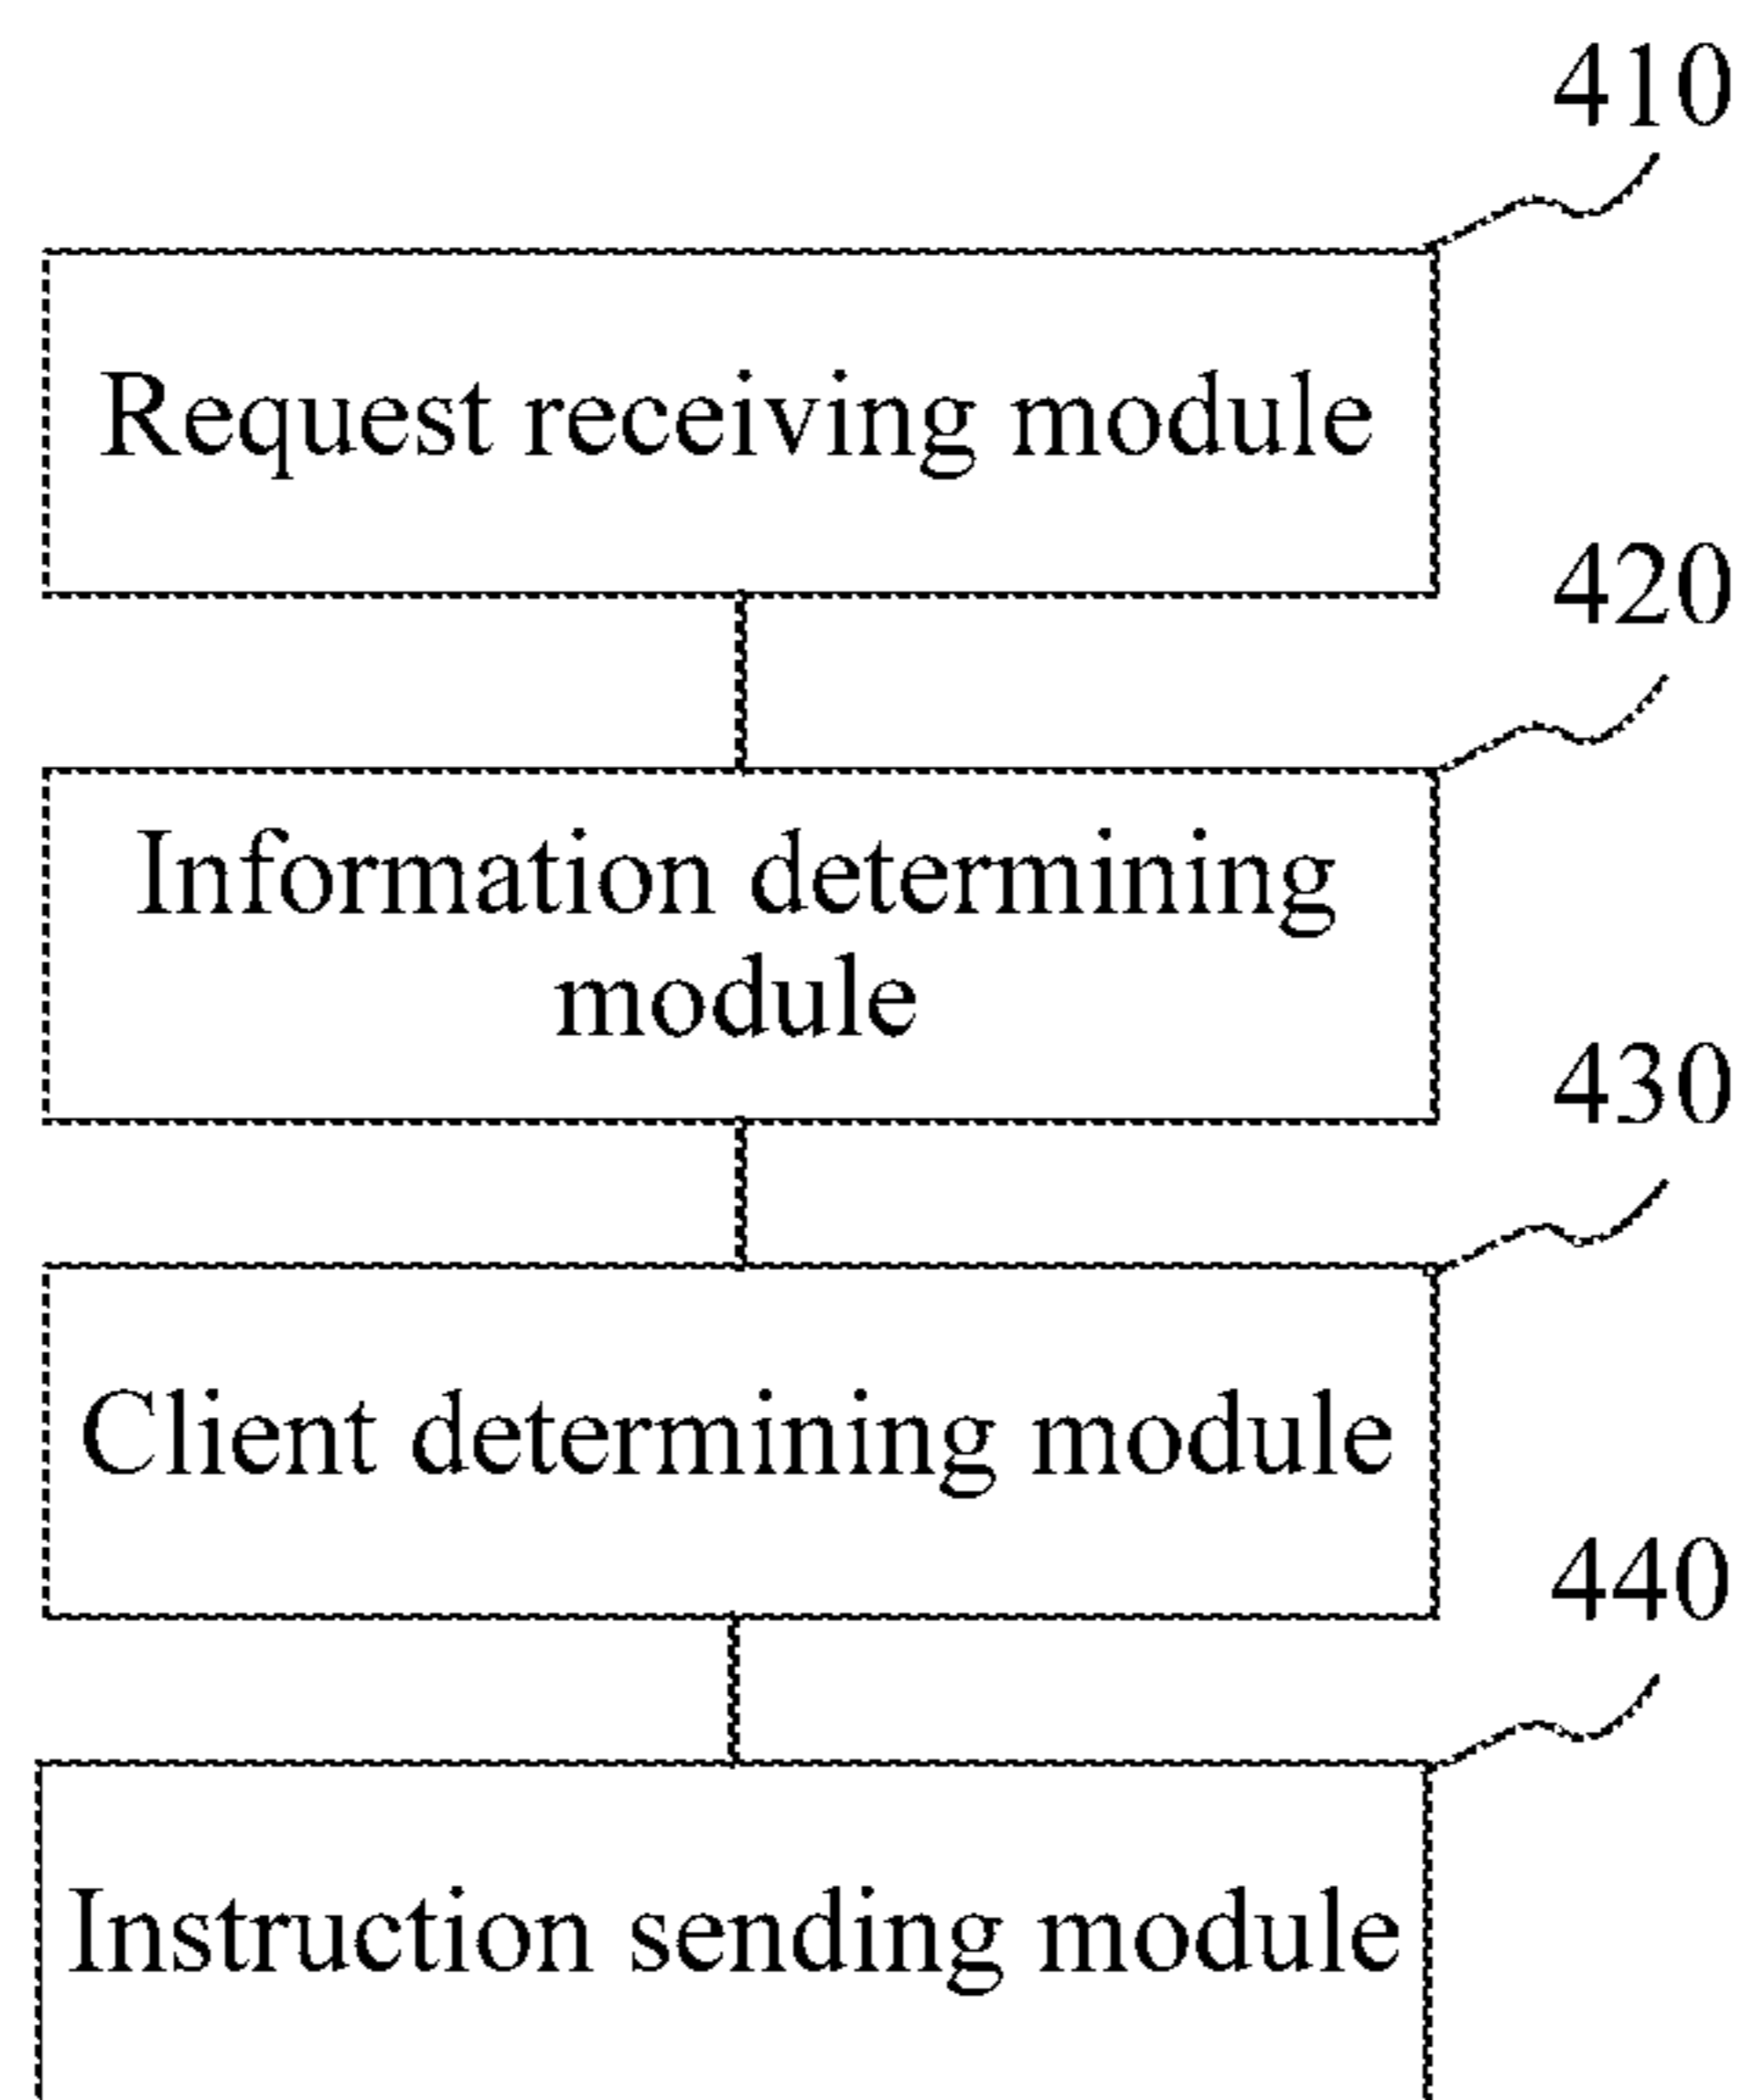 410
Request receiving module
420
Information determining
module
430
Client determining module
440
Instruction sending module